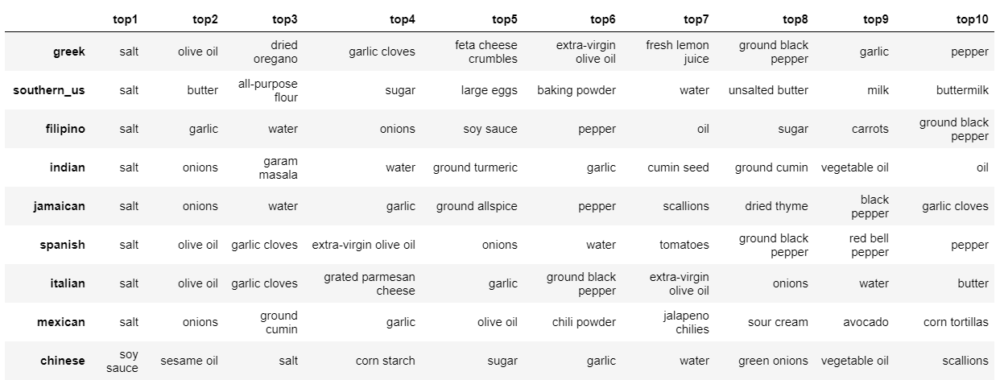 top1 top2 top3 top4 top5 top6 top7 top8 top9 top10
greek salt olive oil dried oregano garlic cloves feta cheese crumbles extra-virgin olive oil fresh lemon juice ground black pepper garlic pepper
southern_us salt butter all-purpose flour sugar large eggs baking powder water unsalted butter milk buttermilk
filipino salt garlic water onions soy sauce pepper oil sugar carrots ground black pepper
indian salt onions garam masala water ground turmeric garlic cumin seed ground cumin vegetable oil oil
jamaican salt onions water garlic ground allspice pepper scallions dried thyme black pepper garlic cloves
spanish salt olive oil garlic cloves extra-virgin olive oil onions water tomatoes ground black pepper red bell pepper pepper
italian salt olive oil garlic cloves grated parmesan cheese garlic ground black pepper extra-virgin olive oil onions water butter
mexican salt onions ground cumin garlic olive oil chili powder jalapeno chilies sour cream avocado corn tortillas
chinese soy sauce sesame oil salt corn starch sugar garlic water green onions vegetable oil scallions